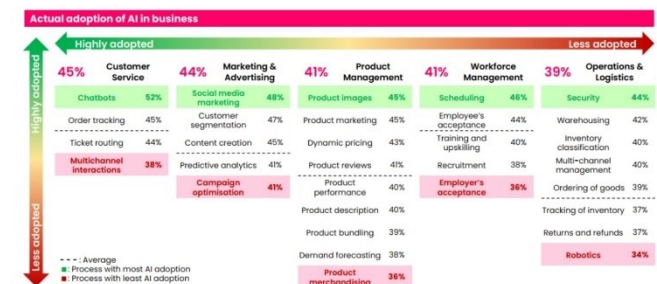 Actual adoption of AI in business
Highly adopted
Less adopted
Highly adopted
Less adopted
45% Customer
Service
Chatbots 52%
Order tracking 45%
Ticket routing 44%
Multichannel
interactions 38%
44% Marketing &
Advertising
Social media
marketing 48%
Customer
segmentation 47%
Content creation 45%
Predictive analytics 41%
Campaign
optimisation 41%
41% Product
Management
Product images 45%
Product marketing 45%
Dynamic pricing 43%
Product reviews 41%
Product
performance 40%
Product description 40%
Product bundling 39%
Demand forecasting 38%
Product
merchandising 36%
41% Workforce
Management
Scheduling 46%
Employee's
acceptance 44%
Training and
upskilling 40%
Recruitment 38%
Employer's
acceptance 36%
39% Operations &
Logistics
Security 44%
Warehousing 42%
Inventory
classification 40%
Multi-channel
management 40%
Ordering of goods 39%
Tracking of inventory 37%
Returns and refunds 37%
Robotics 34%
---: Average
: Process with most AI adoption
: Process with least AI adoption